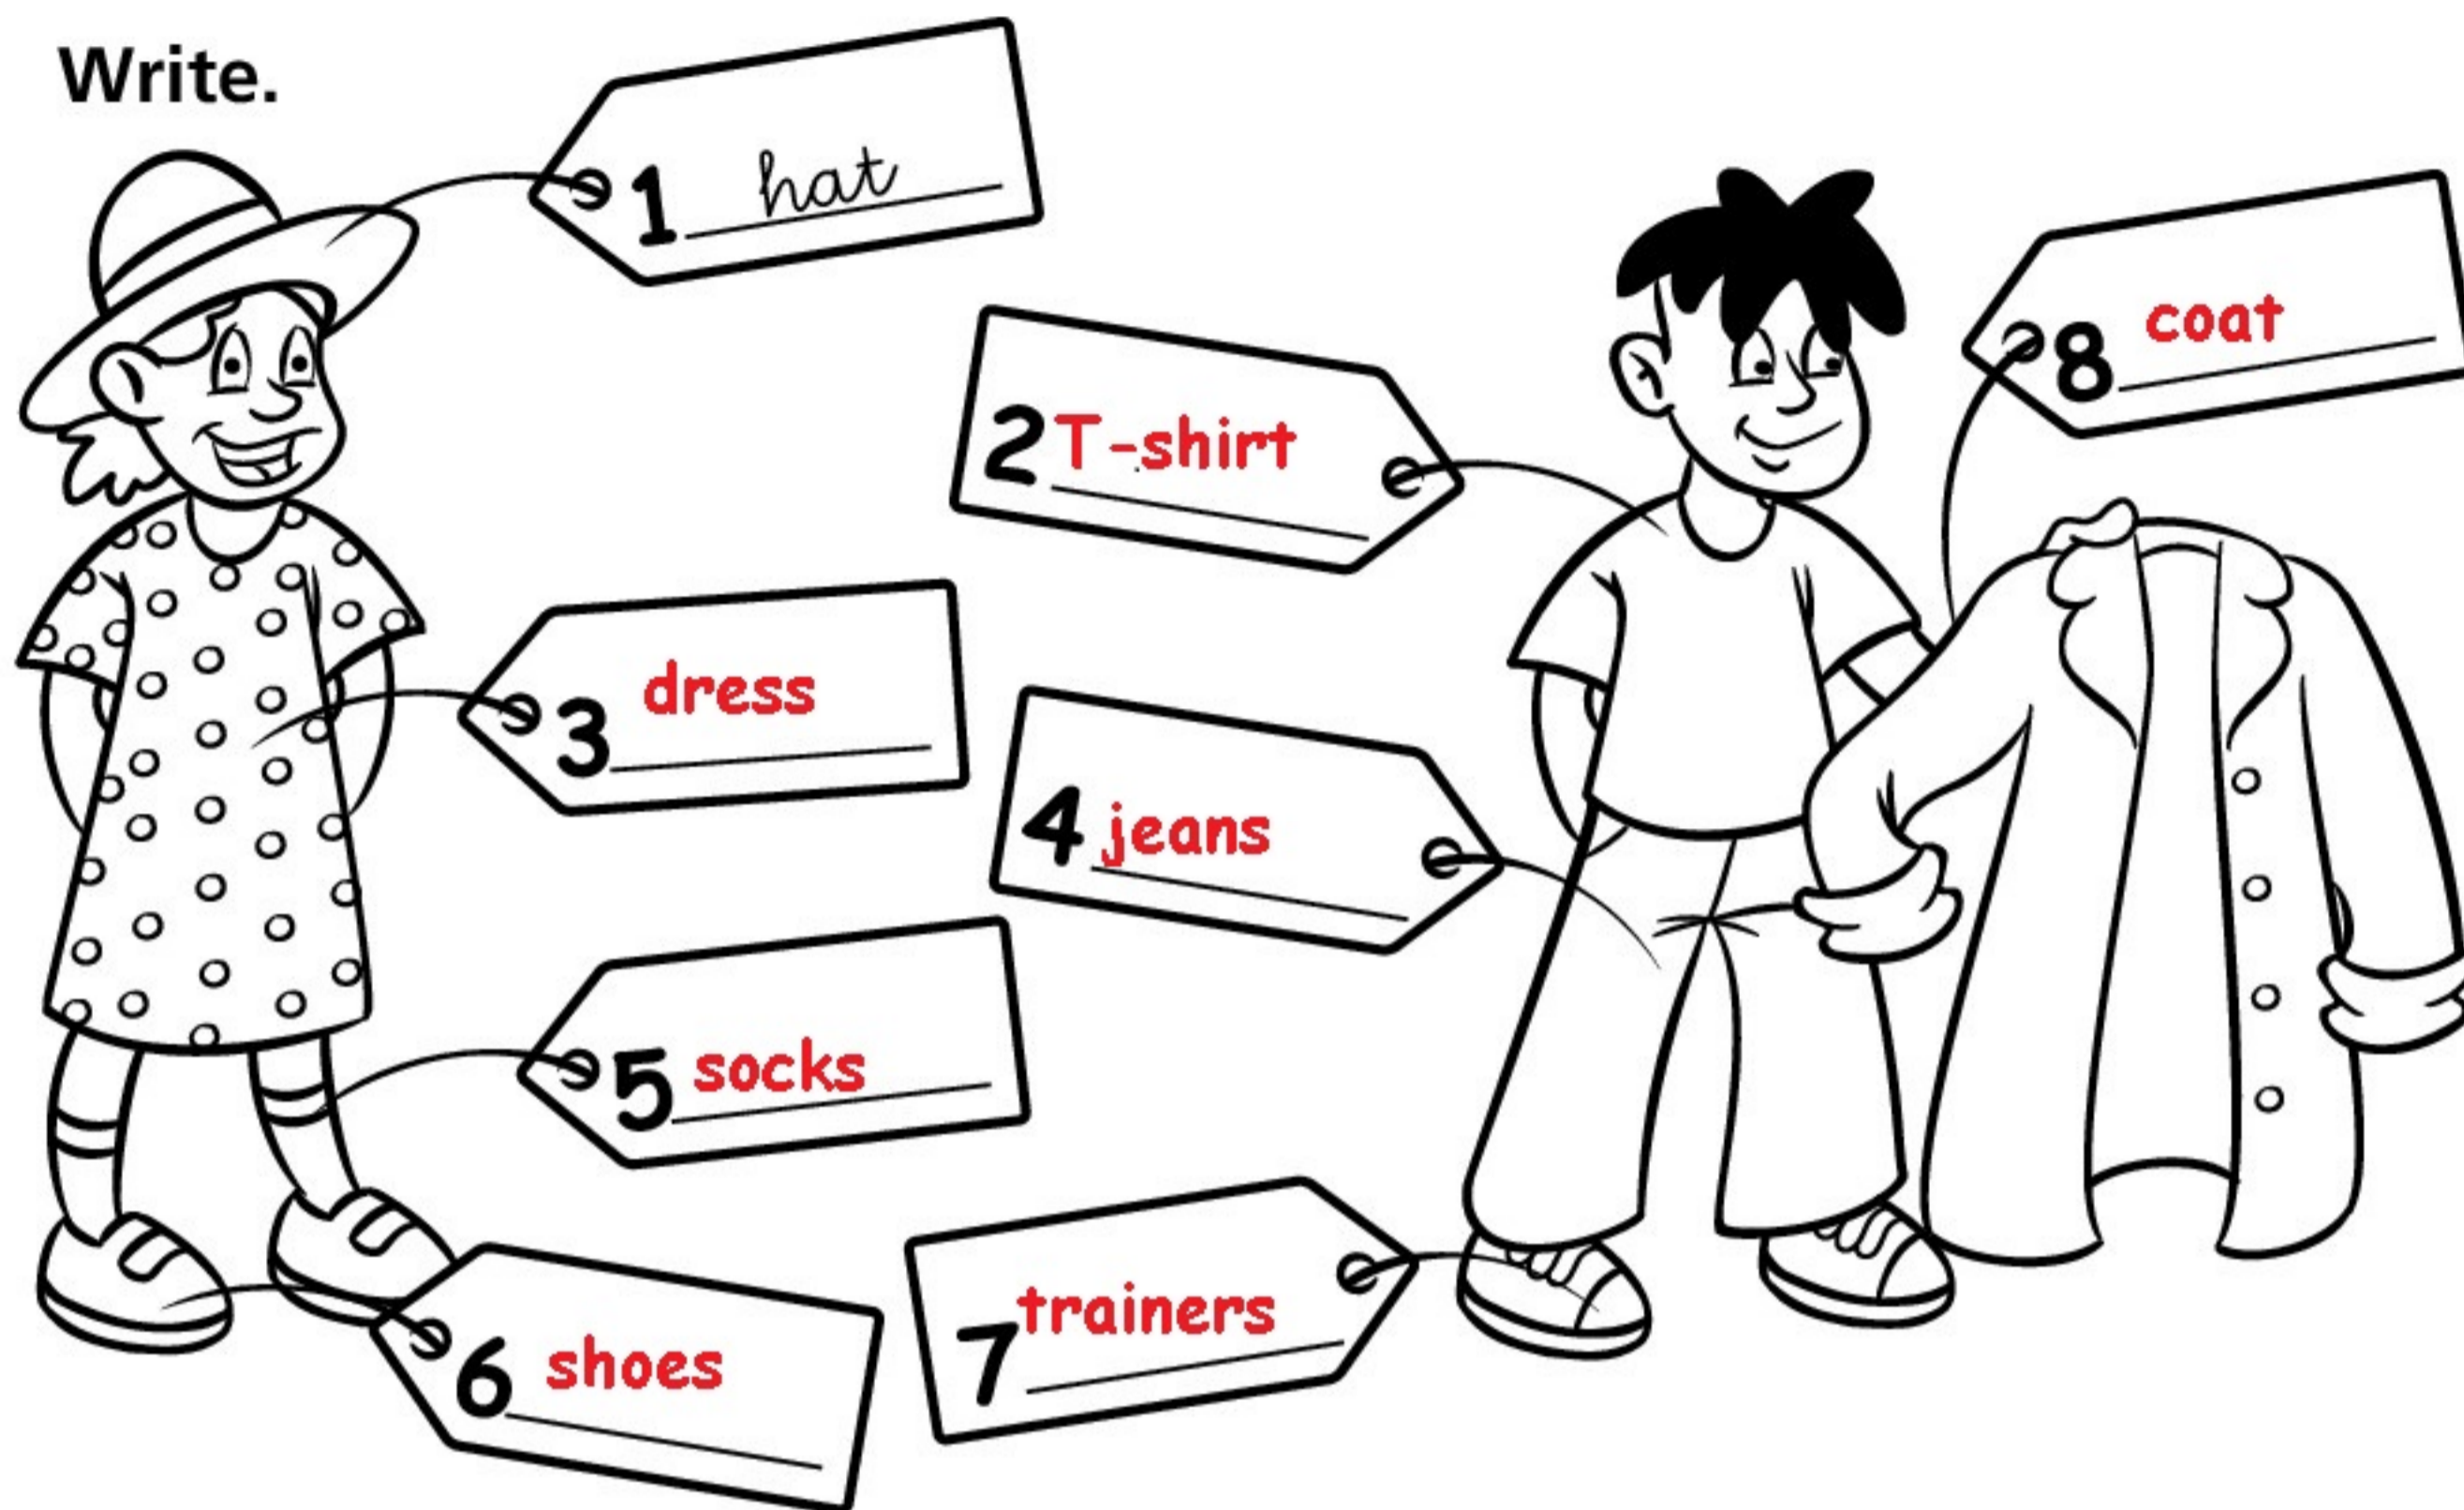 Write.
1 hat
2 T-shirt
3 dress
4 jeans
5 socks
6 shoes
7 trainers
8 coat